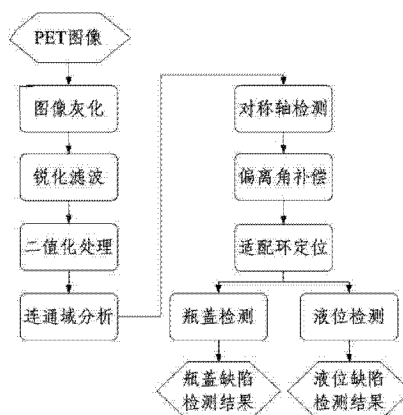 PET图像
图像灰化
锐化滤波
二值化处理
连通域分析
对称轴检测
偏离角补偿
适配环定位
瓶盖检测
液位检测
瓶盖缺陷
检测结果
液位缺陷
检测结果